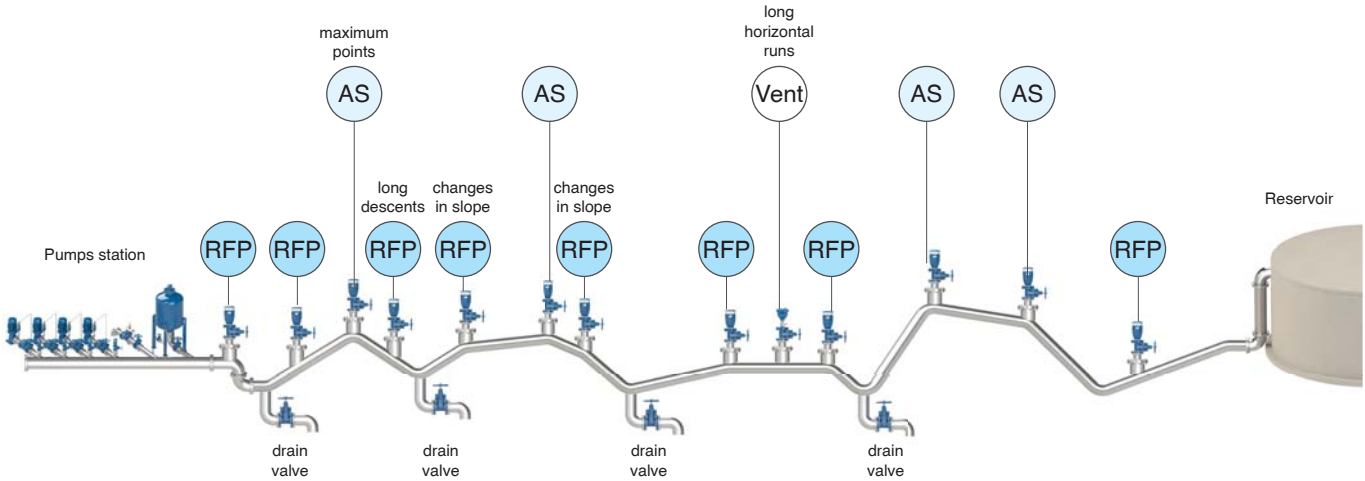 maximum
points
long
horizontal
runs
AS
AS
Vent
AS
AS
long
descents
changes
in slope
changes
in slope
Reservoir
Pumps station
RFP
RFP
RFP
RFP
RFP
RFP
RFP
RFP
drain
valve
drain
valve
drain
valve
drain
valve